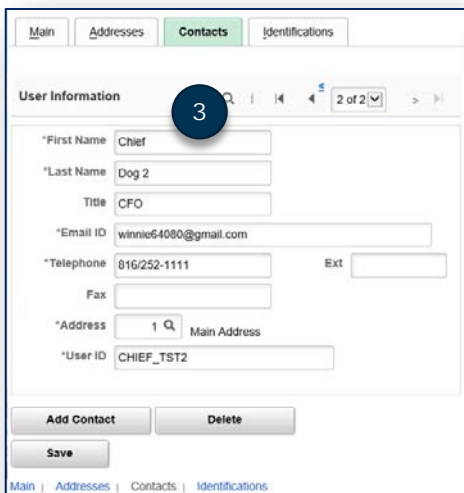 Main Addresses Contacts Identifications
User Information 3 2 of 2
*First Name Chief
*Last Name Dog 2
Title CFO
*Email ID winnie64080@gmail.com
*Telephone 816/252-1111 Ext
Fax
*Address 1 Main Address
*User ID CHIEF_TST2
Add Contact Delete
Save
Main | Addresses | Contacts | Identifications